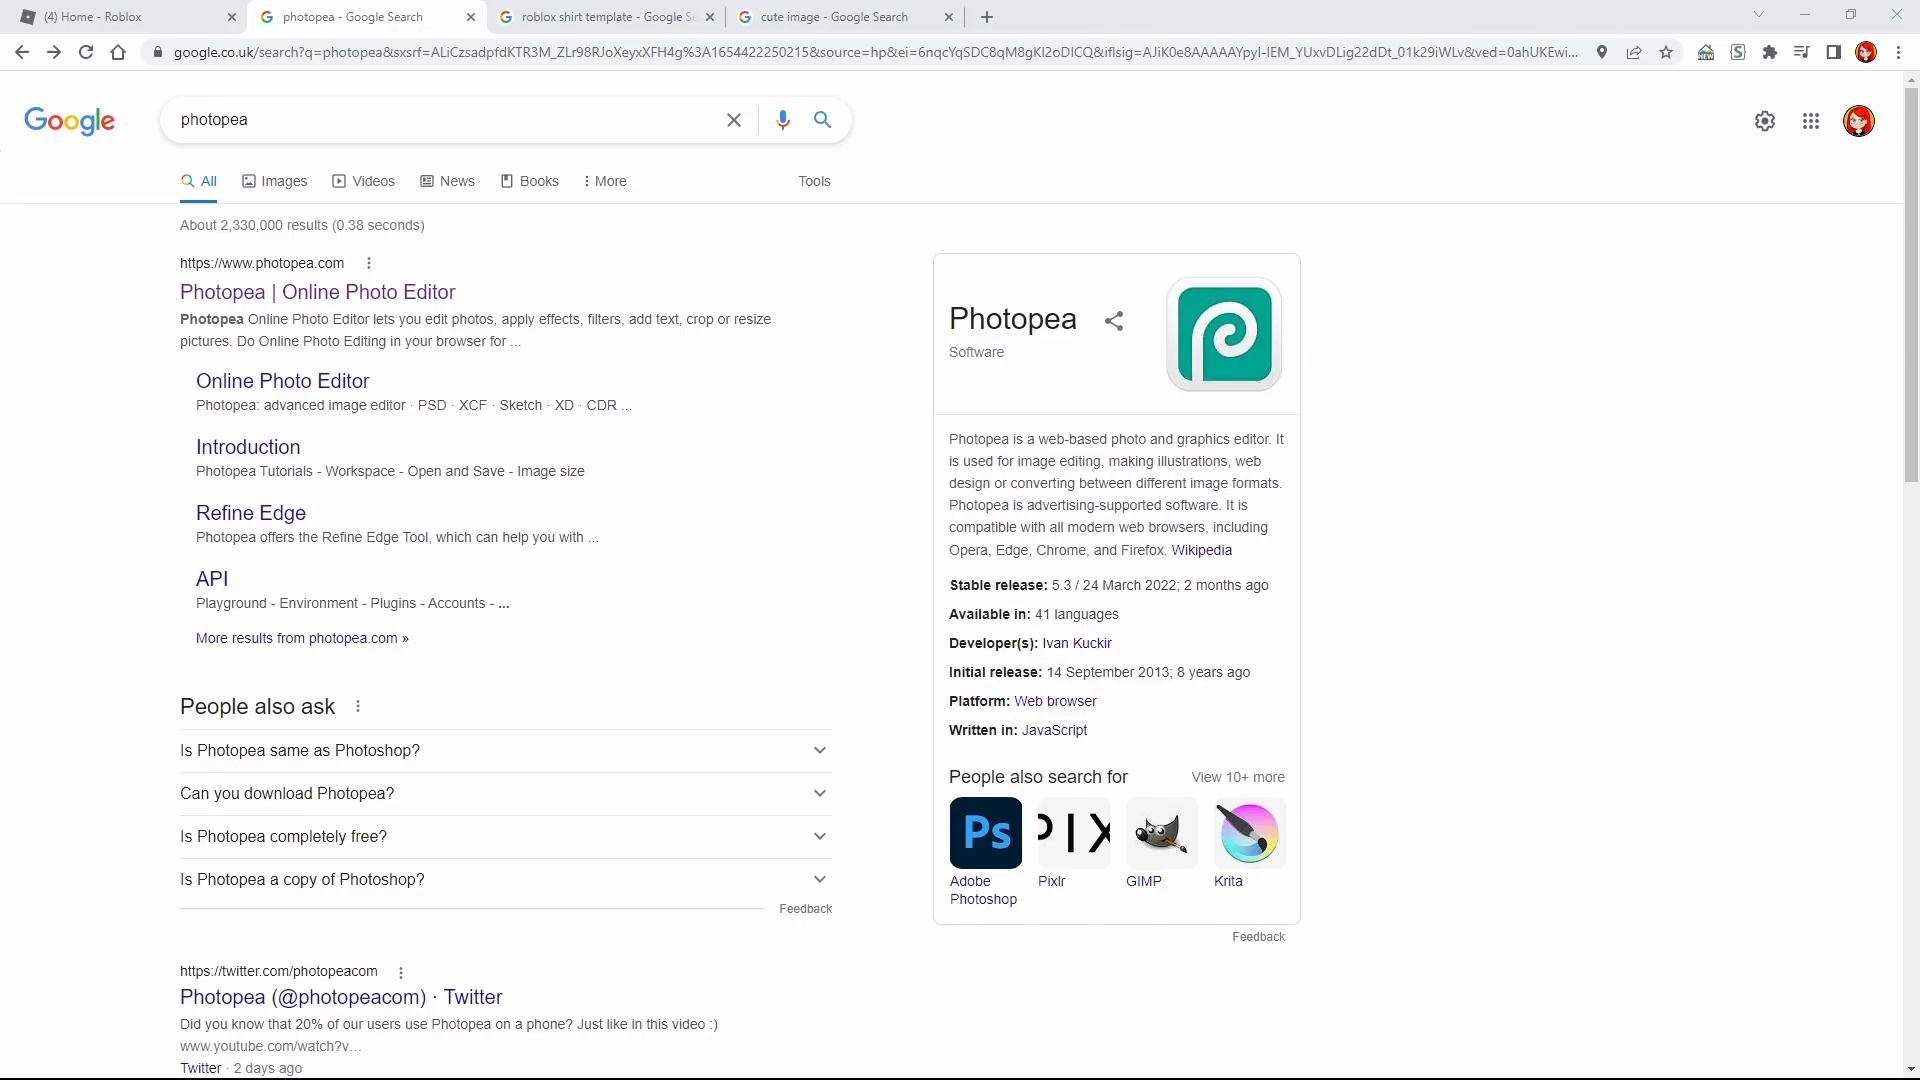 (4) Home - Roblox
photopea - Google Search
roblox shirt template - Google Se
cute image - Google Search
google.co.uk/search?q=photopea&sxsrf=ALiCzsadpfdKTR3M_ZLr98RJoXeyxXFH4g%3A1654422250215&source=hp&ei=6nqcYqSDC8qM8gKl2oDICQ&iflsig=AJiK0e8AAAAAYpyI-lEM_YUxvDLig22dDt_01k29iWLv&ved=0ahUKEwi...
Google
photopea
All
Images
Videos
News
Books
More
Tools
About 2,330,000 results (0.38 seconds)
https://www.photopea.com
Photopea | Online Photo Editor
Photopea Online Photo Editor lets you edit photos, apply effects, filters, add text, crop or resize
pictures. Do Online Photo Editing in your browser for ...
Online Photo Editor
Photopea: advanced image editor · PSD · XCF · Sketch · XD · CDR ...
Introduction
Photopea Tutorials - Workspace - Open and Save - Image size
Refine Edge
Photopea offers the Refine Edge Tool, which can help you with ...
API
Playground - Environment - Plugins - Accounts - ...
More results from photopea.com »
People also ask
Is Photopea same as Photoshop?
Can you download Photopea?
Is Photopea completely free?
Is Photopea a copy of Photoshop?
Feedback
https://twitter.com/photopeacom
Photopea (@photopeacom) · Twitter
Did you know that 20% of our users use Photopea on a phone? Just like in this video :)
www.youtube.com/watch?v...
Twitter · 2 days ago
Photopea
Software
Photopea is a web-based photo and graphics editor. It
is used for image editing, making illustrations, web
design or converting between different image formats.
Photopea is advertising-supported software. It is
compatible with all modern web browsers, including
Opera, Edge, Chrome, and Firefox. Wikipedia
Stable release: 5.3 / 24 March 2022; 2 months ago
Available in: 41 languages
Developer(s): Ivan Kuckir
Initial release: 14 September 2013; 8 years ago
Platform: Web browser
Written in: JavaScript
People also search for
View 10+ more
Ps
PIX
Adobe
Photoshop
Pixlr
GIMP
Krita
Feedback